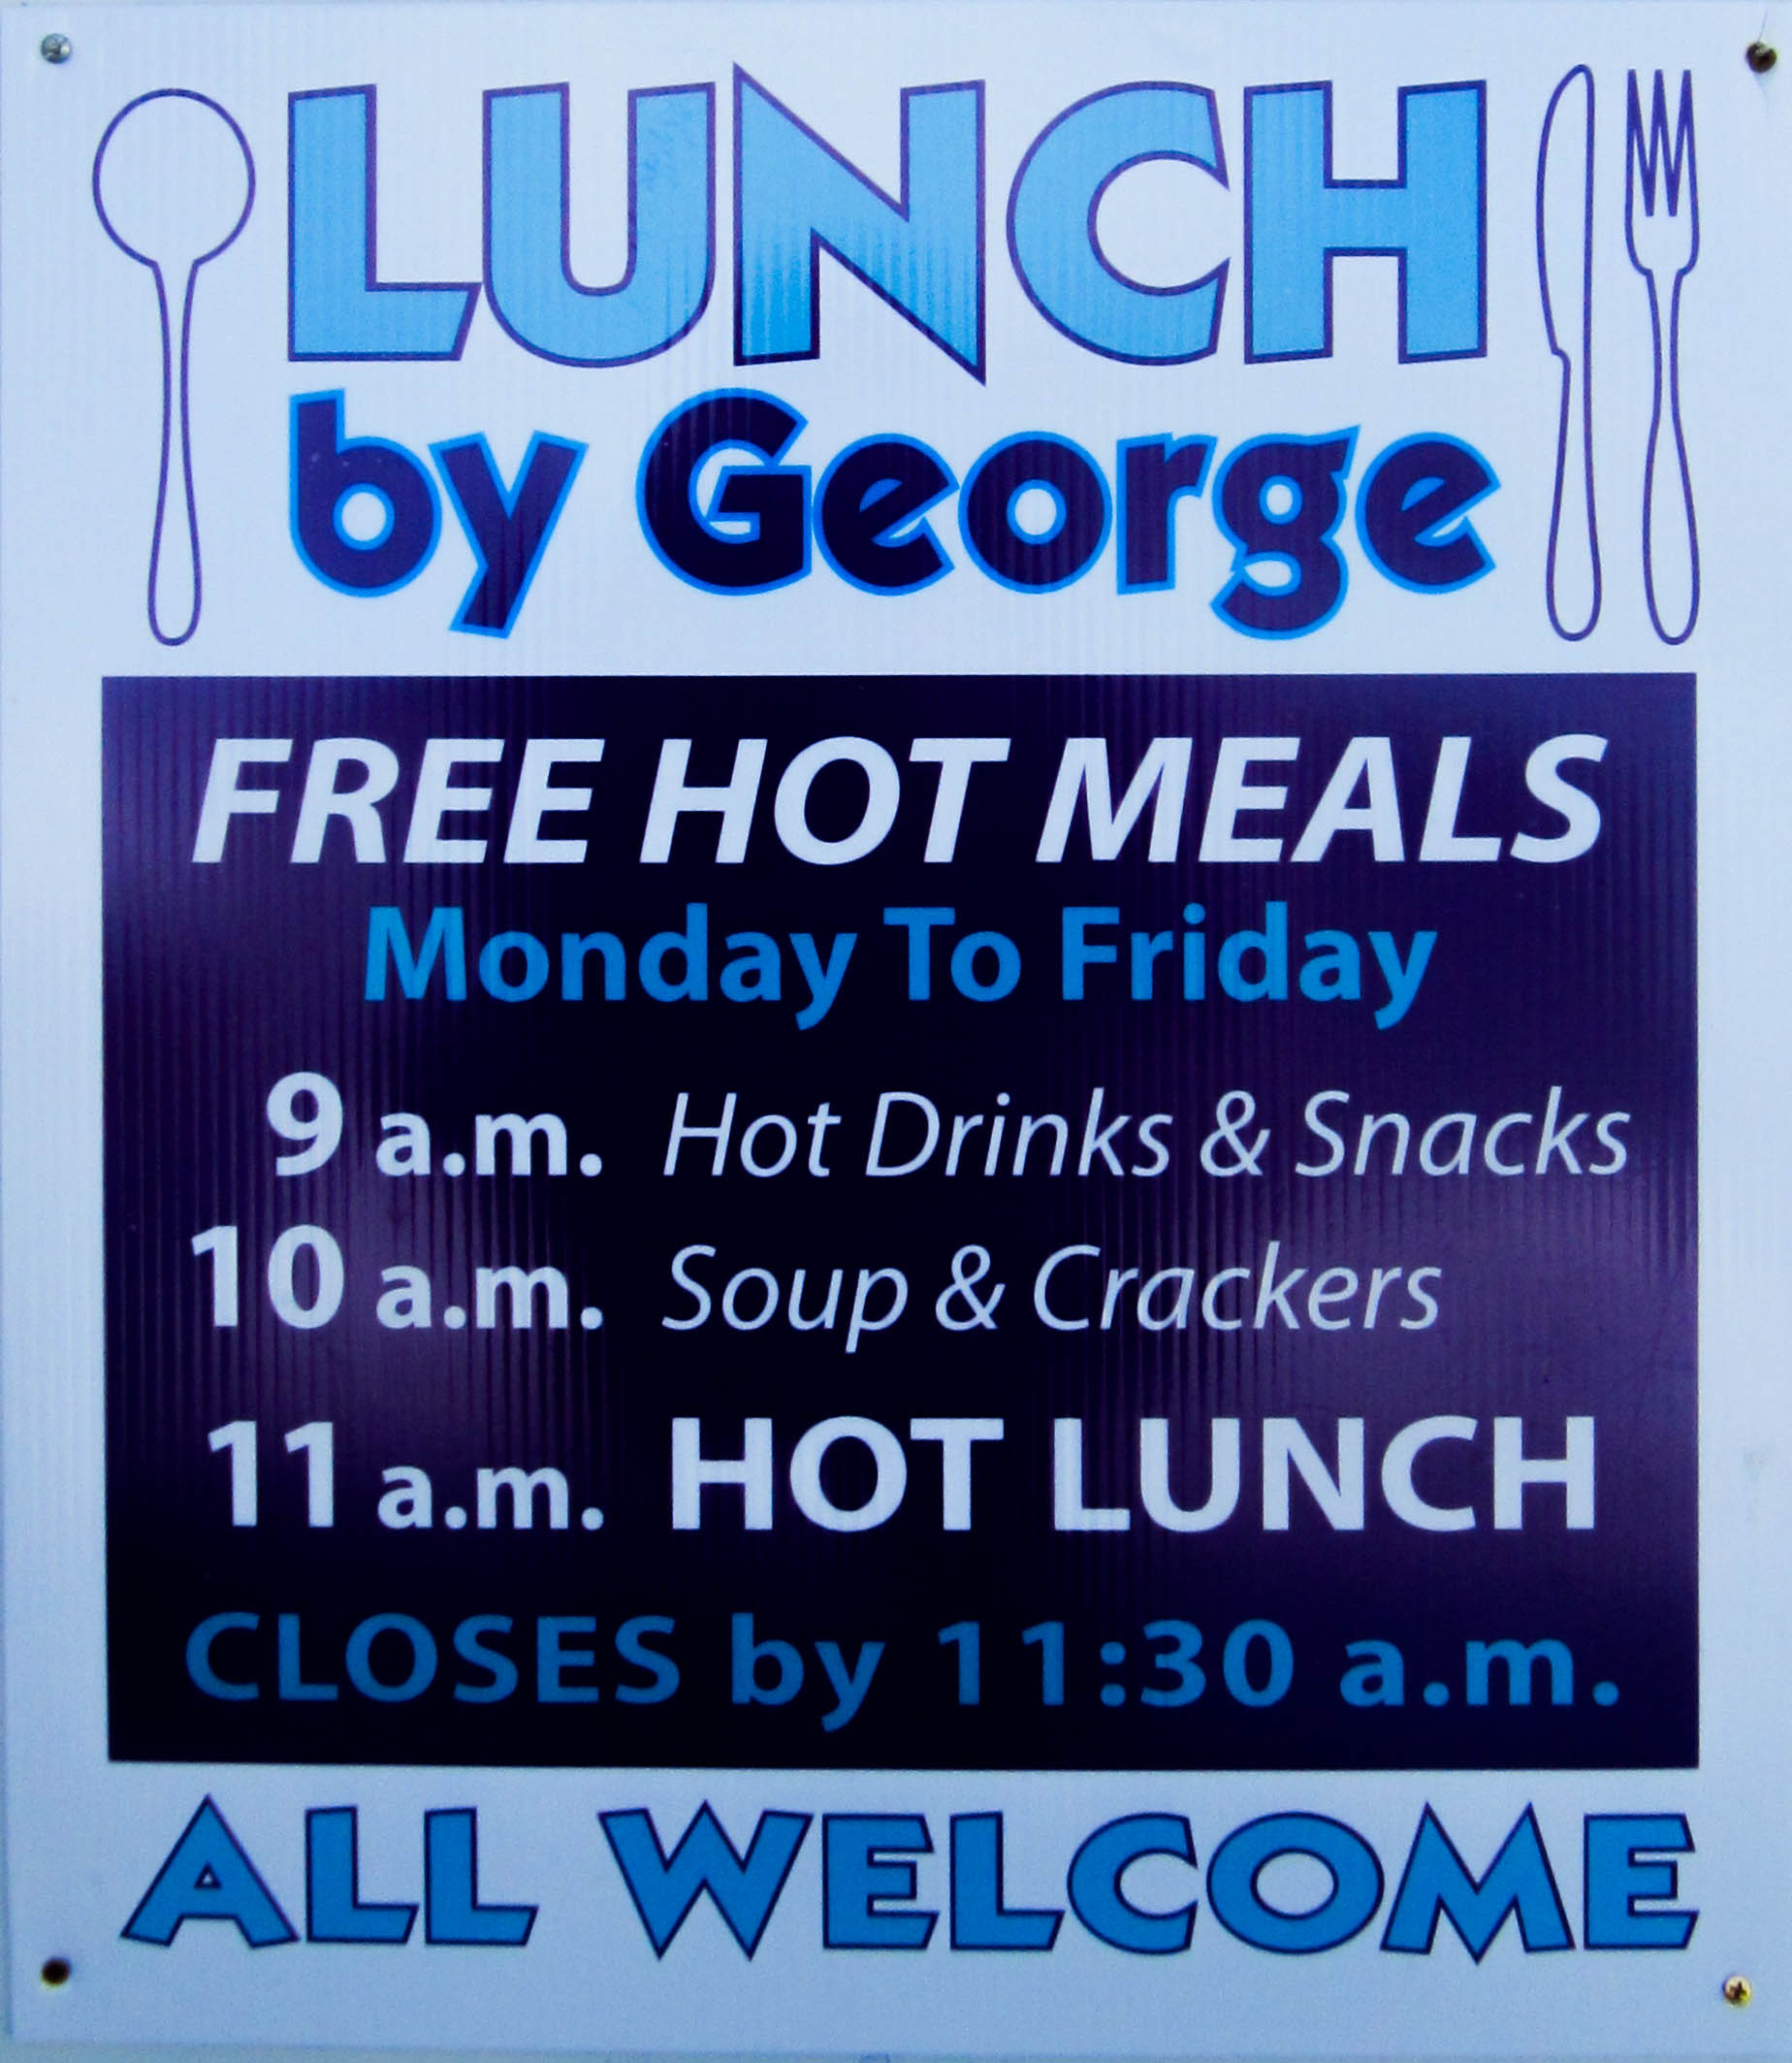 LUNCH
by George
FREE HOT MEALS
Monday To Friday
9 a.m. Hot Drinks & Snacks
10 a.m. Soup & Crackers
11 a.m. HOT LUNCH
CLOSES by 11:30 a.m.
ALL WELCOME